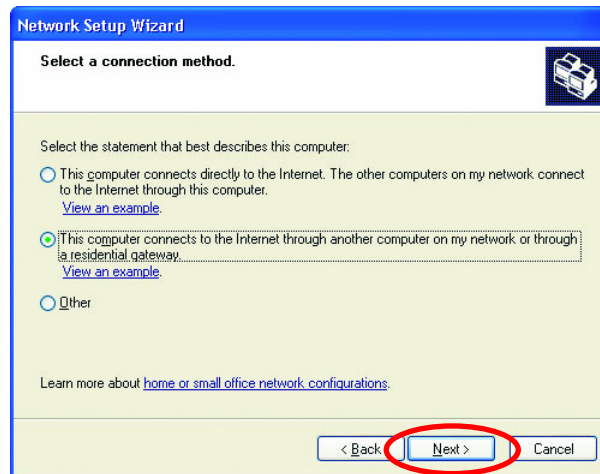 Network Setup Wizard
Select a connection method.
Select the statement that best describes this computer:
This computer connects directly to the Internet. The other computers on my network connect
to the Internet through this computer.
View an example.
This computer connects to the Internet through another computer on my network or through
a residential gateway.
View an example.
Other
Learn more about home or small office network configurations.
< Back Next > Cancel